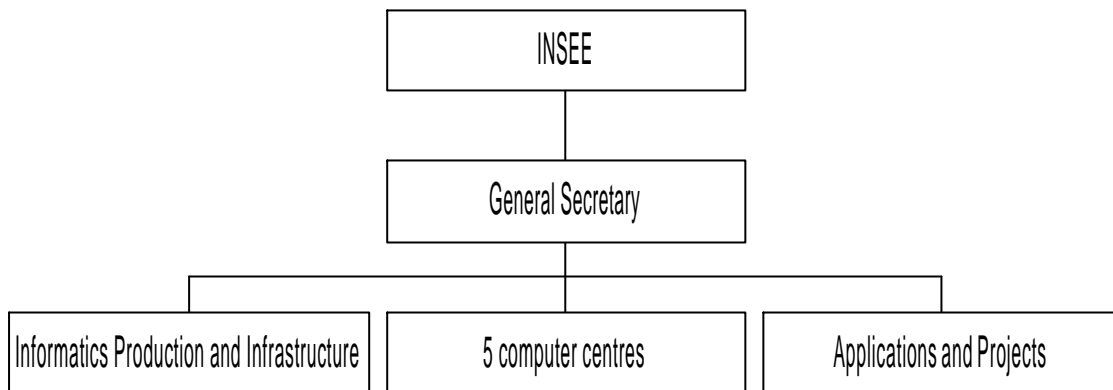 INSEE
General Secretary
Informatics Production and Infrastructure
5 computer centres
Applications and Projects